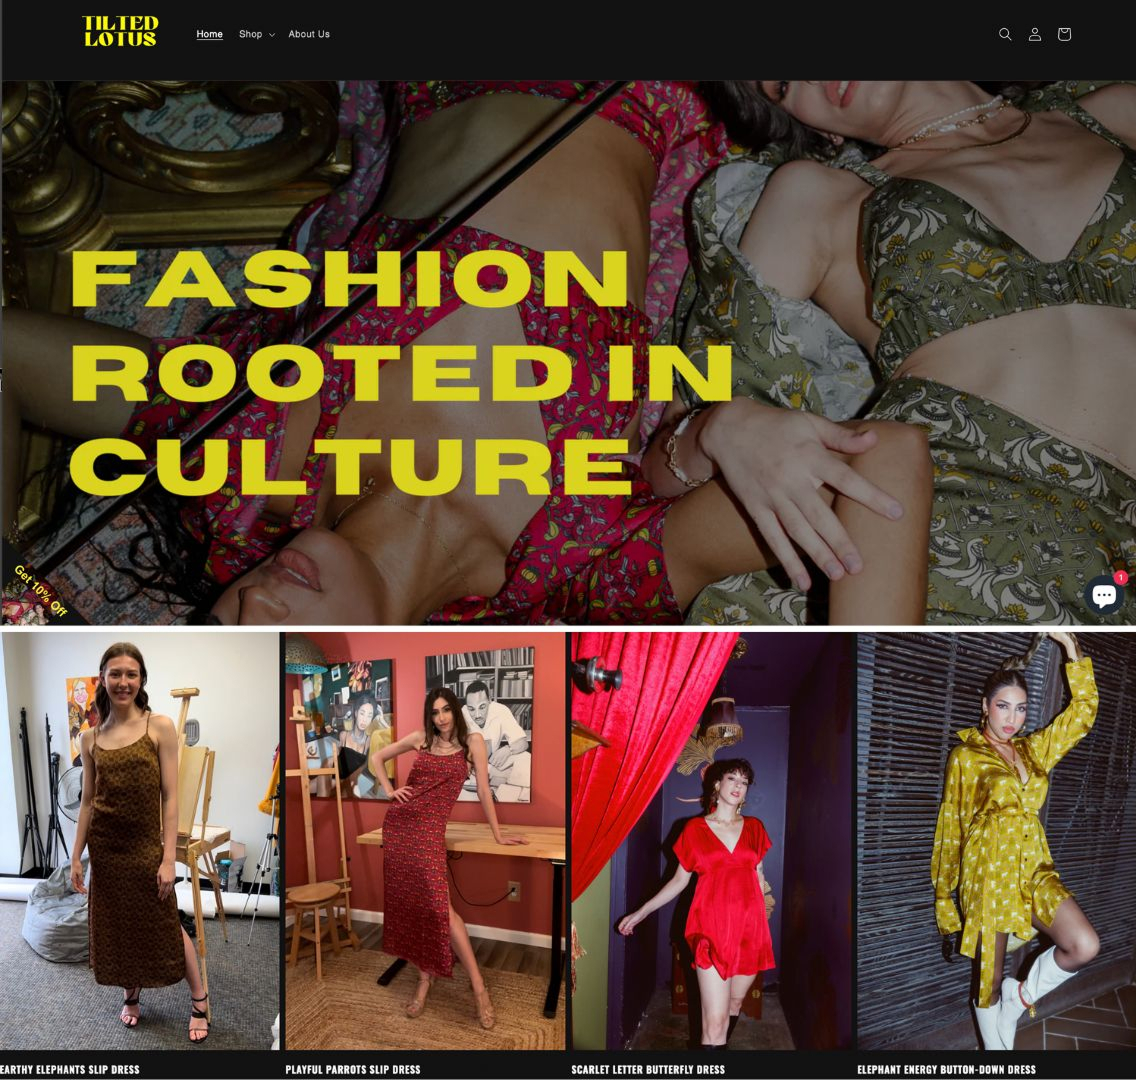 TILTED
LOTUS
Home
Shop
About Us
FASHION
ROOTED IN
CULTURE
Get 10% Off
1
EARTHY ELEPHANTS SLIP DRESS
PLAYFUL PARROTS SLIP DRESS
SCARLET LETTER BUTTERFLY DRESS
ELEPHANT ENERGY BUTTON-DOWN DRESS